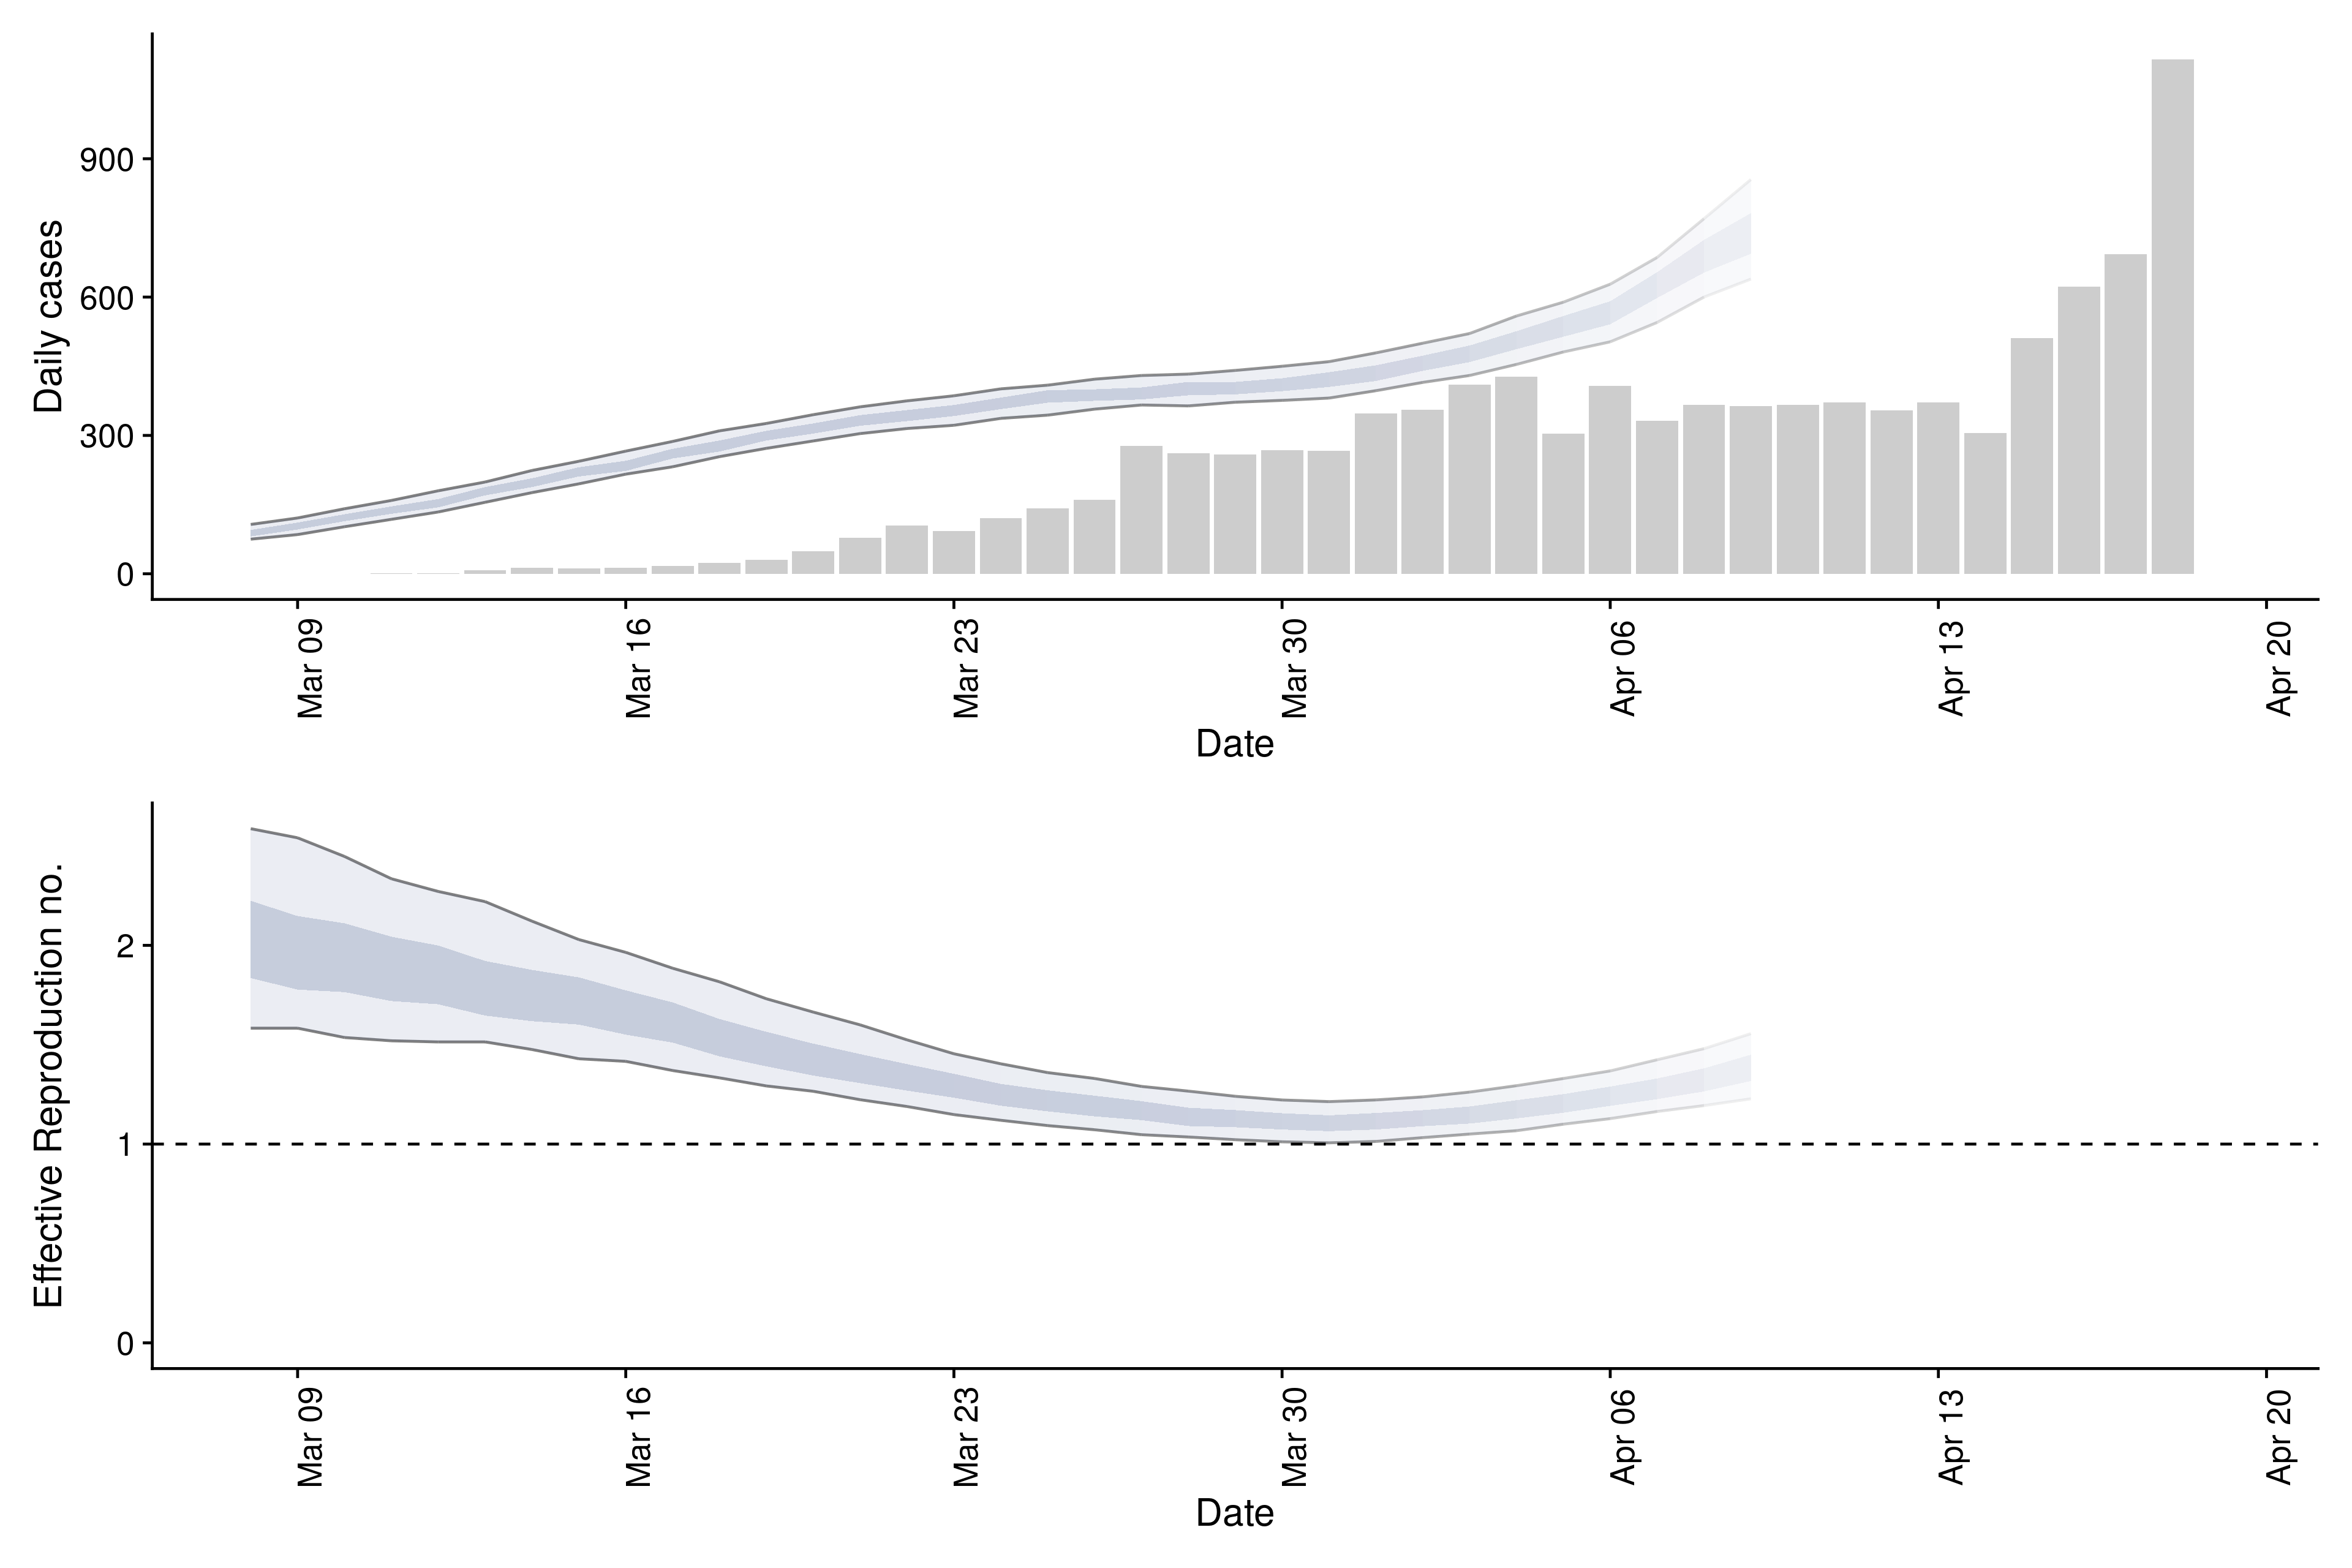 Daily cases
900
600
300
0
Mar 09
Mar 16
Mar 23
Mar 30
Apr 06
Apr 13
Apr 20
Date
Effective Reproduction no.
2
1
0
Mar 09
Mar 16
Mar 23
Mar 30
Apr 06
Apr 13
Apr 20
Date